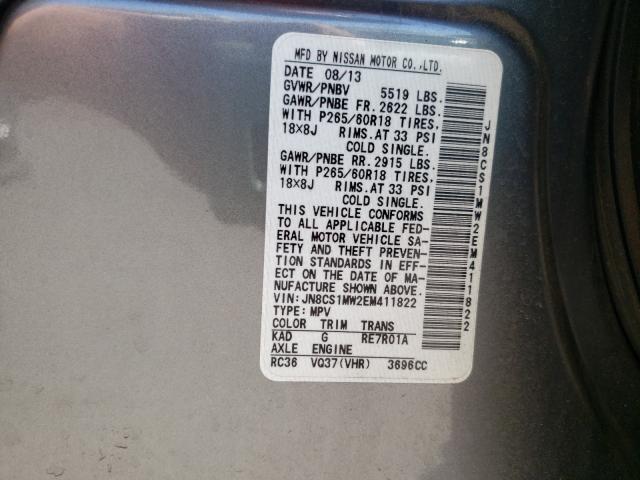 MFD BY NISSAN MOTOR CO.,LTD.
DATE 08/13
GVWR/PNBV 5519 LBS.
GAWR/PNBE FR.2622 LBS.
WITH P265/60R18 TIRES,
18X8J RIMS.AT 33 PSI
COLD SINGLE.
GAWR/PNBE RR.2915 LBS.
WITH P265/60R18 TIRES,
18X8J RIMS.AT 33 PSI
COLD SINGLE.
THIS VEHICLE CONFORMS
TO ALL APPLICABLE FED-
ERAL MOTOR VEHICLE SA-
FETY AND THEFT PREVEN-
TION STANDARDS IN EFF-
ECT ON THE DATE OF MA-
NUFACTURE SHOWN ABOVE.
VIN:JN8CS1MW2EM411822
TYPE:MPV
COLOR TRIM TRANS
KAD G RE7R01A
AXLE ENGINE
RC36 VQ37(VHR) 3696CC
JN8CS1MW2EM411822